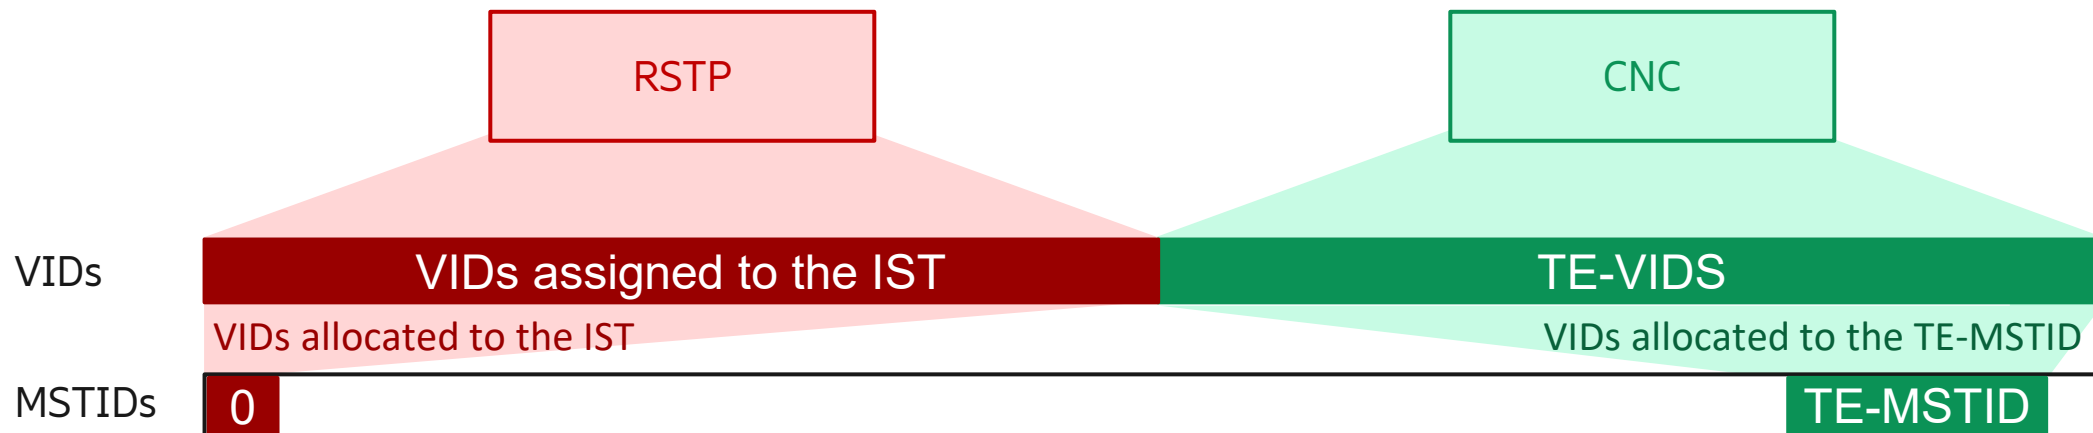 RSTP
CNC
VIDs
VIDs assigned to the IST
TE-VIDS
VIDs allocated to the IST
VIDs allocated to the TE-MSTID
MSTIDs
0
TE-MSTID